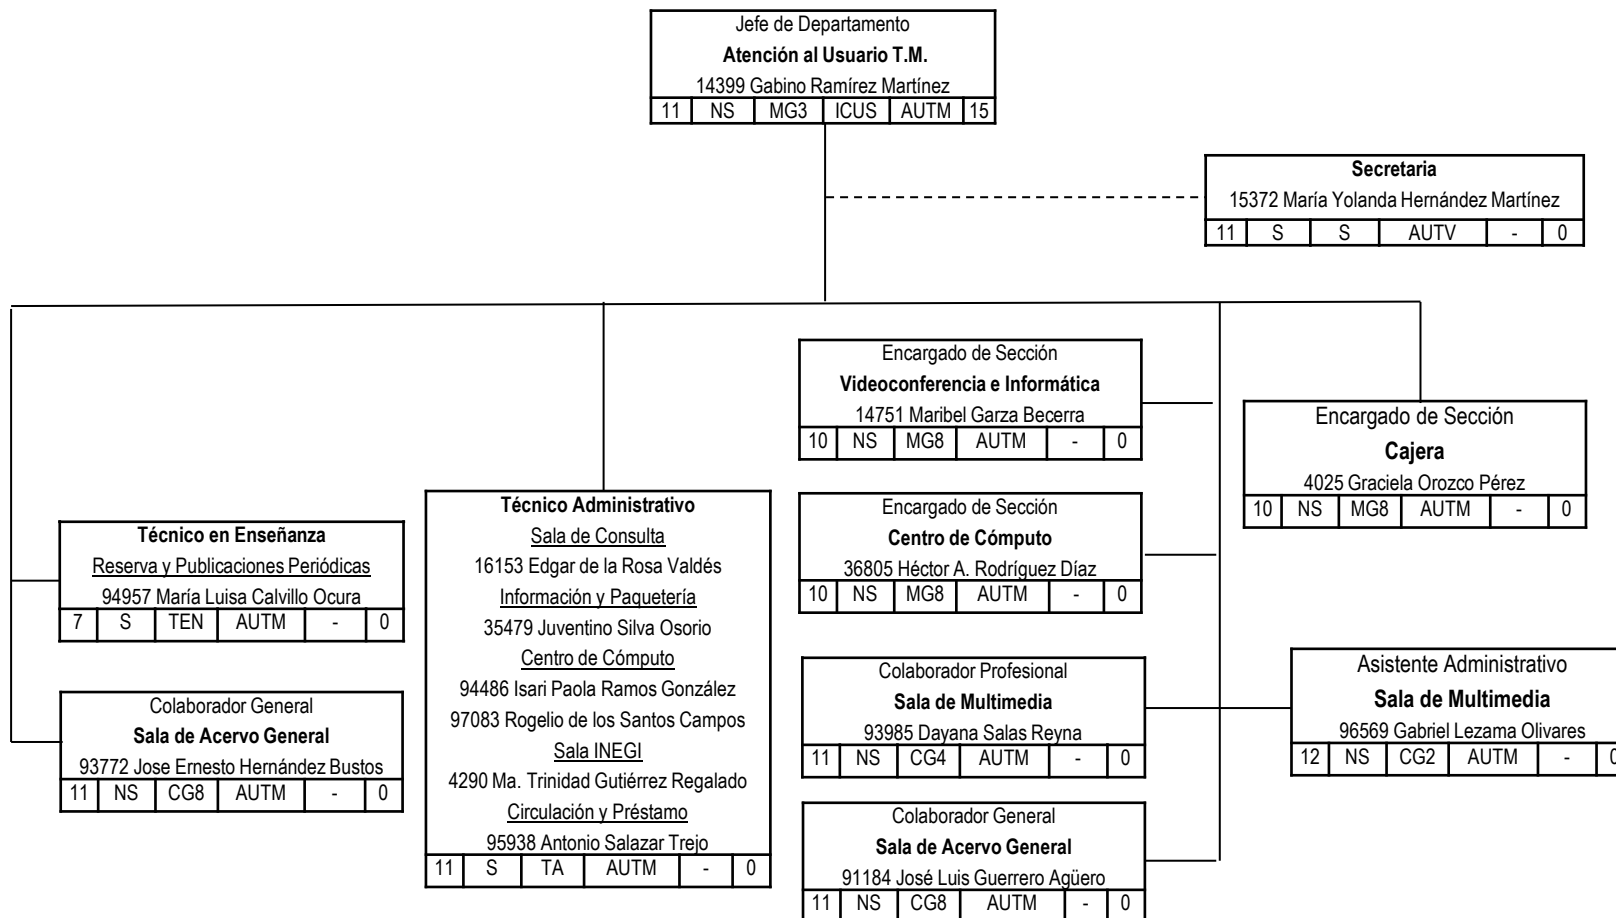 Jefe de Departamento
Atención al Usuario T.M.
14399 Gabino Ramírez Martínez
11 NS MG3 ICUS AUTM 15
Secretaria
15372 María Yolanda Hernández Martínez
11 S S AUTV - 0
Encargado de Sección
Videoconferencia e Informática
14751 Maribel Garza Becerra
10 NS MG8 AUTM - 0
Encargado de Sección
Cajera
4025 Graciela Orozco Pérez
10 NS MG8 AUTM - 0
Técnico en Enseñanza
Reserva y Publicaciones Periódicas
94957 María Luisa Calvillo Ocura
7 S TEN AUTM - 0
Técnico Administrativo
Sala de Consulta
16153 Edgar de la Rosa Valdés
Información y Paquetería
35479 Juventino Silva Osorio
Centro de Cómputo
94486 Isari Paola Ramos González
97083 Rogelio de los Santos Campos
Sala INEGI
4290 Ma. Trinidad Gutiérrez Regalado
Circulación y Préstamo
95938 Antonio Salazar Trejo
11 S TA AUTM - 0
Encargado de Sección
Centro de Cómputo
36805 Héctor A. Rodríguez Díaz
10 NS MG8 AUTM - 0
Colaborador General
Sala de Acervo General
93772 Jose Ernesto Hernández Bustos
11 NS CG8 AUTM - 0
Colaborador Profesional
Sala de Multimedia
93985 Dayana Salas Reyna
11 NS CG4 AUTM - 0
Asistente Administrativo
Sala de Multimedia
96569 Gabriel Lezama Olivares
12 NS CG2 AUTM - 0
Colaborador General
Sala de Acervo General
91184 José Luis Guerrero Agüero
11 NS CG8 AUTM - 0